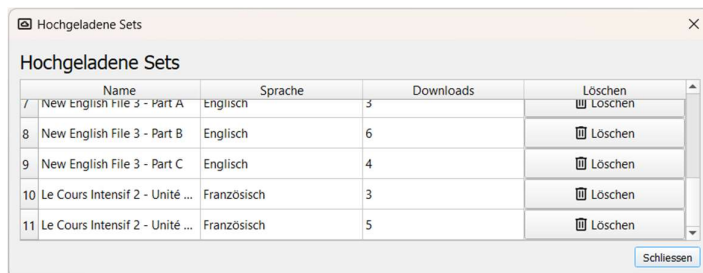 Hochgeladene Sets
Hochgeladene Sets
Name Sprache Downloads Löschen
7 New English File 3 - Part A Englisch 3 Löschen
8 New English File 3 - Part B Englisch 6 Löschen
9 New English File 3 - Part C Englisch 4 Löschen
10 Le Cours Intensif 2 - Unité ... Französisch 3 Löschen
11 Le Cours Intensif 2 - Unité ... Französisch 5 Löschen
Schliessen